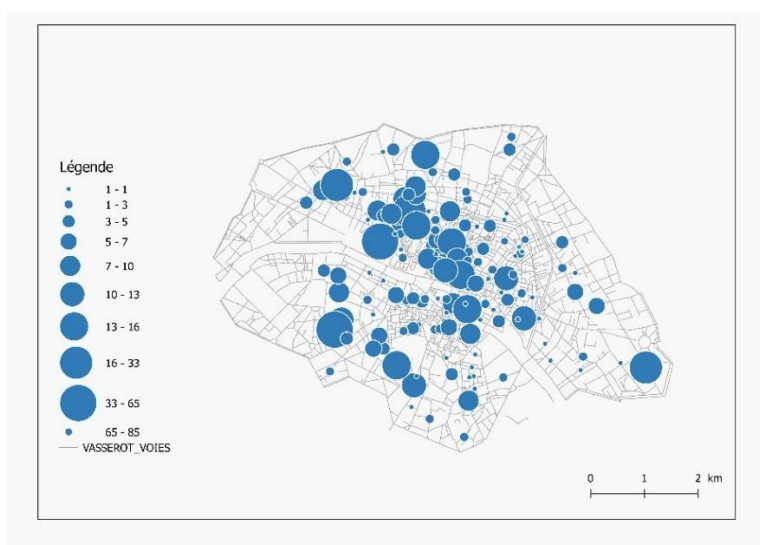 Légende
1 - 1
1 - 3
3 - 5
5 - 7
7 - 10
10 - 13
13 - 16
16 - 33
33 - 65
65 - 85
VASSEROT_VOIES
0 1 2 km